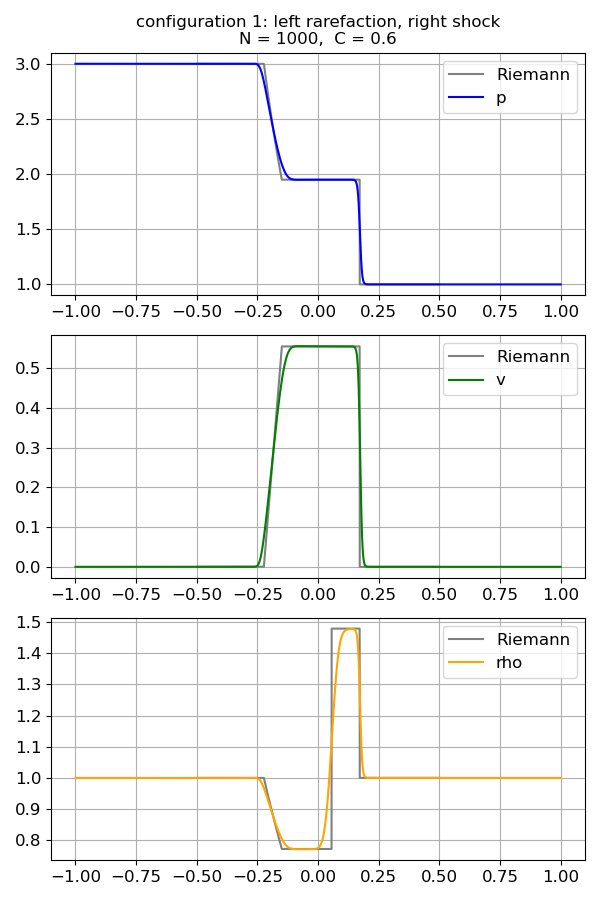 configuration 1: left rarefaction, right shock
N = 1000,  C = 0.6
Riemann
p
3.0
2.5
2.0
1.5
1.0
−1.00 −0.75 −0.50 −0.25 0.00 0.25 0.50 0.75 1.00
Riemann
v
0.5
0.4
0.3
0.2
0.1
0.0
−1.00 −0.75 −0.50 −0.25 0.00 0.25 0.50 0.75 1.00
Riemann
rho
1.5
1.4
1.3
1.2
1.1
1.0
0.9
0.8
−1.00 −0.75 −0.50 −0.25 0.00 0.25 0.50 0.75 1.00